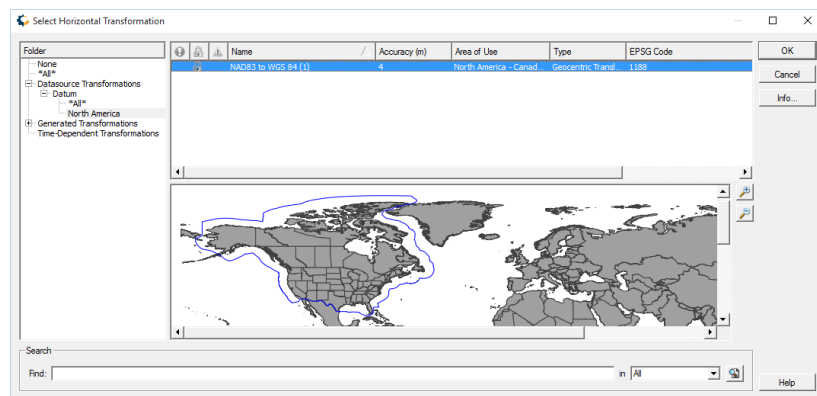 Select Horizontal Transformation
Folder
None
*All*
Datasource Transformations
Datum
*All*
North America
Generated Transformations
Time-Dependent Transformations
Name Accuracy (m) Area of Use Type EPSG Code
NAD83 to WGS 84 (1) 4 North America - Canad... Geocentric Transl... 1188
OK
Cancel
Info...
Search
Find: in All
Help